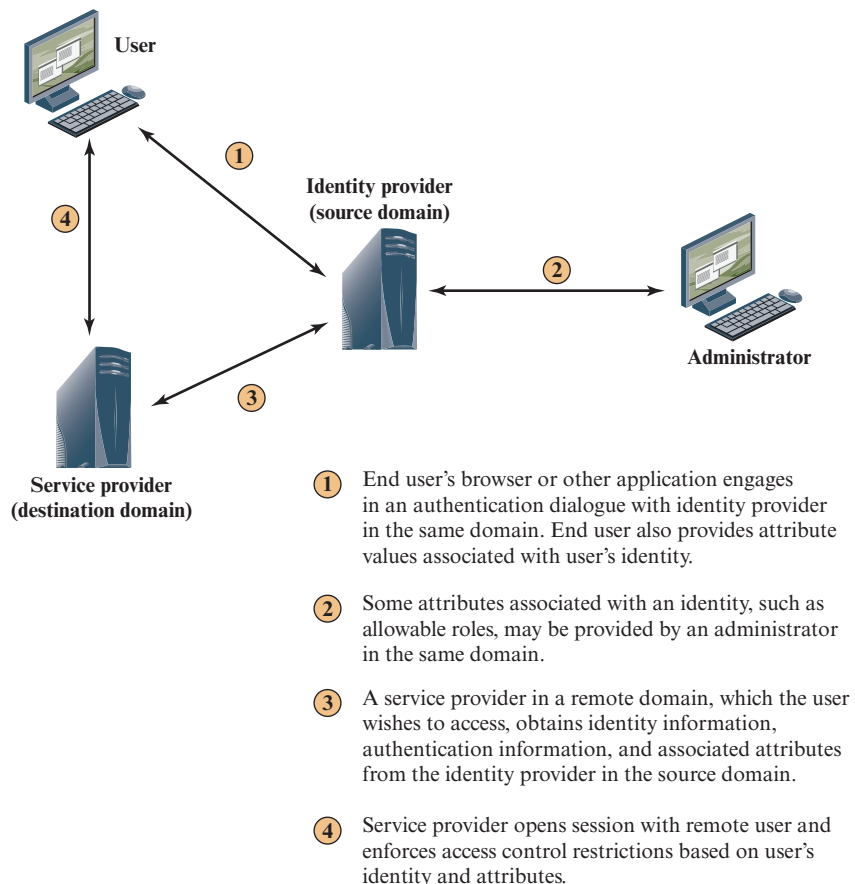 User
1
Identity provider
(source domain)
4
2
Administrator
3
Service provider
(destination domain)
1 End user's browser or other application engages
in an authentication dialogue with identity provider
in the same domain. End user also provides attribute
values associated with user's identity.
2 Some attributes associated with an identity, such as
allowable roles, may be provided by an administrator
in the same domain.
3 A service provider in a remote domain, which the user
wishes to access, obtains identity information,
authentication information, and associated attributes
from the identity provider in the source domain.
4 Service provider opens session with remote user and
enforces access control restrictions based on user's
identity and attributes.